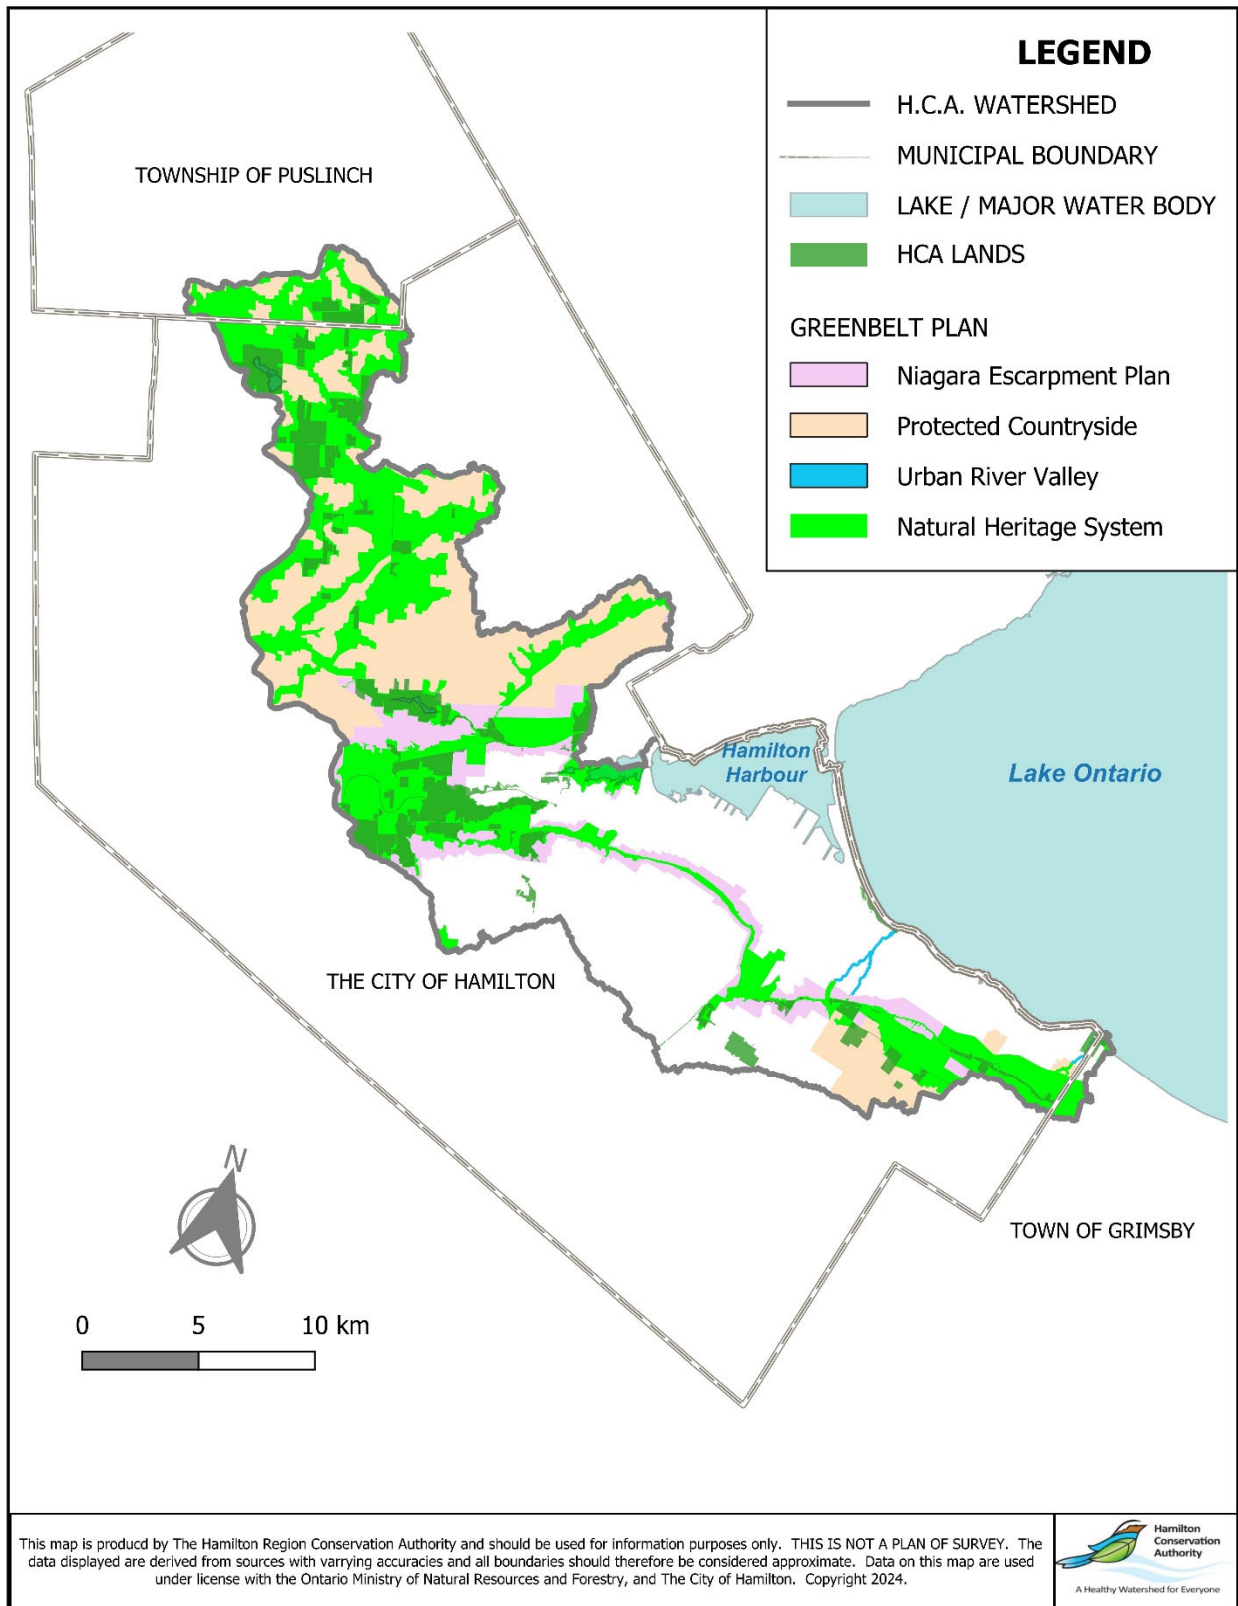 LEGEND
H.C.A. WATERSHED
MUNICIPAL BOUNDARY
LAKE / MAJOR WATER BODY
HCA LANDS
GREENBELT PLAN
Niagara Escarpment Plan
Protected Countryside
Urban River Valley
Natural Heritage System
TOWNSHIP OF PUSLINCH
Hamilton
Harbour
Lake Ontario
THE CITY OF HAMILTON
TOWN OF GRIMSBY
N
0 5 10 km
This map is produced by The Hamilton Region Conservation Authority and should be used for information purposes only. THIS IS NOT A PLAN OF SURVEY. The
data displayed are derived from sources with varrying accuracies and all boundaries should therefore be considered approximate. Data on this map are used
under license with the Ontario Ministry of Natural Resources and Forestry, and The City of Hamilton. Copyright 2024.
Hamilton
Conservation
Authority
A Healthy Watershed for Everyone